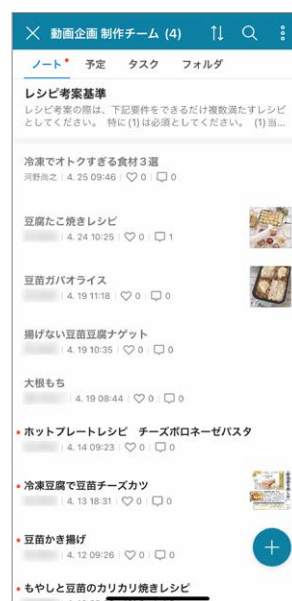 動画企画 制作チーム (4)
ノート 予定 タスク フォルダ
レシピ考案基準
レシピ考案の際は、下記要件をできるだけ複数満たすレシピ
としてください。 特に(1)は必須としてください。 (1)当...
冷凍でオトクすぎる食材３選
河野尚之 4. 25 09:46 0 0
豆腐たこ焼きレシピ
4. 24 10:25 0 1
豆苗ガパオライス
4. 19 11:18 0 0
揚げない豆苗豆腐ナゲット
4. 19 10:35 0 0
大根もち
4. 19 08:44 0 0
ホットプレートレシピ チーズボロネーゼパスタ
4. 14 09:23 0 0
冷凍豆腐で豆苗チーズカツ
4. 13 18:31 0 0
豆苗かき揚げ
4. 12 09:26 0 0
もやしと豆苗のカリカリ焼きレシピ